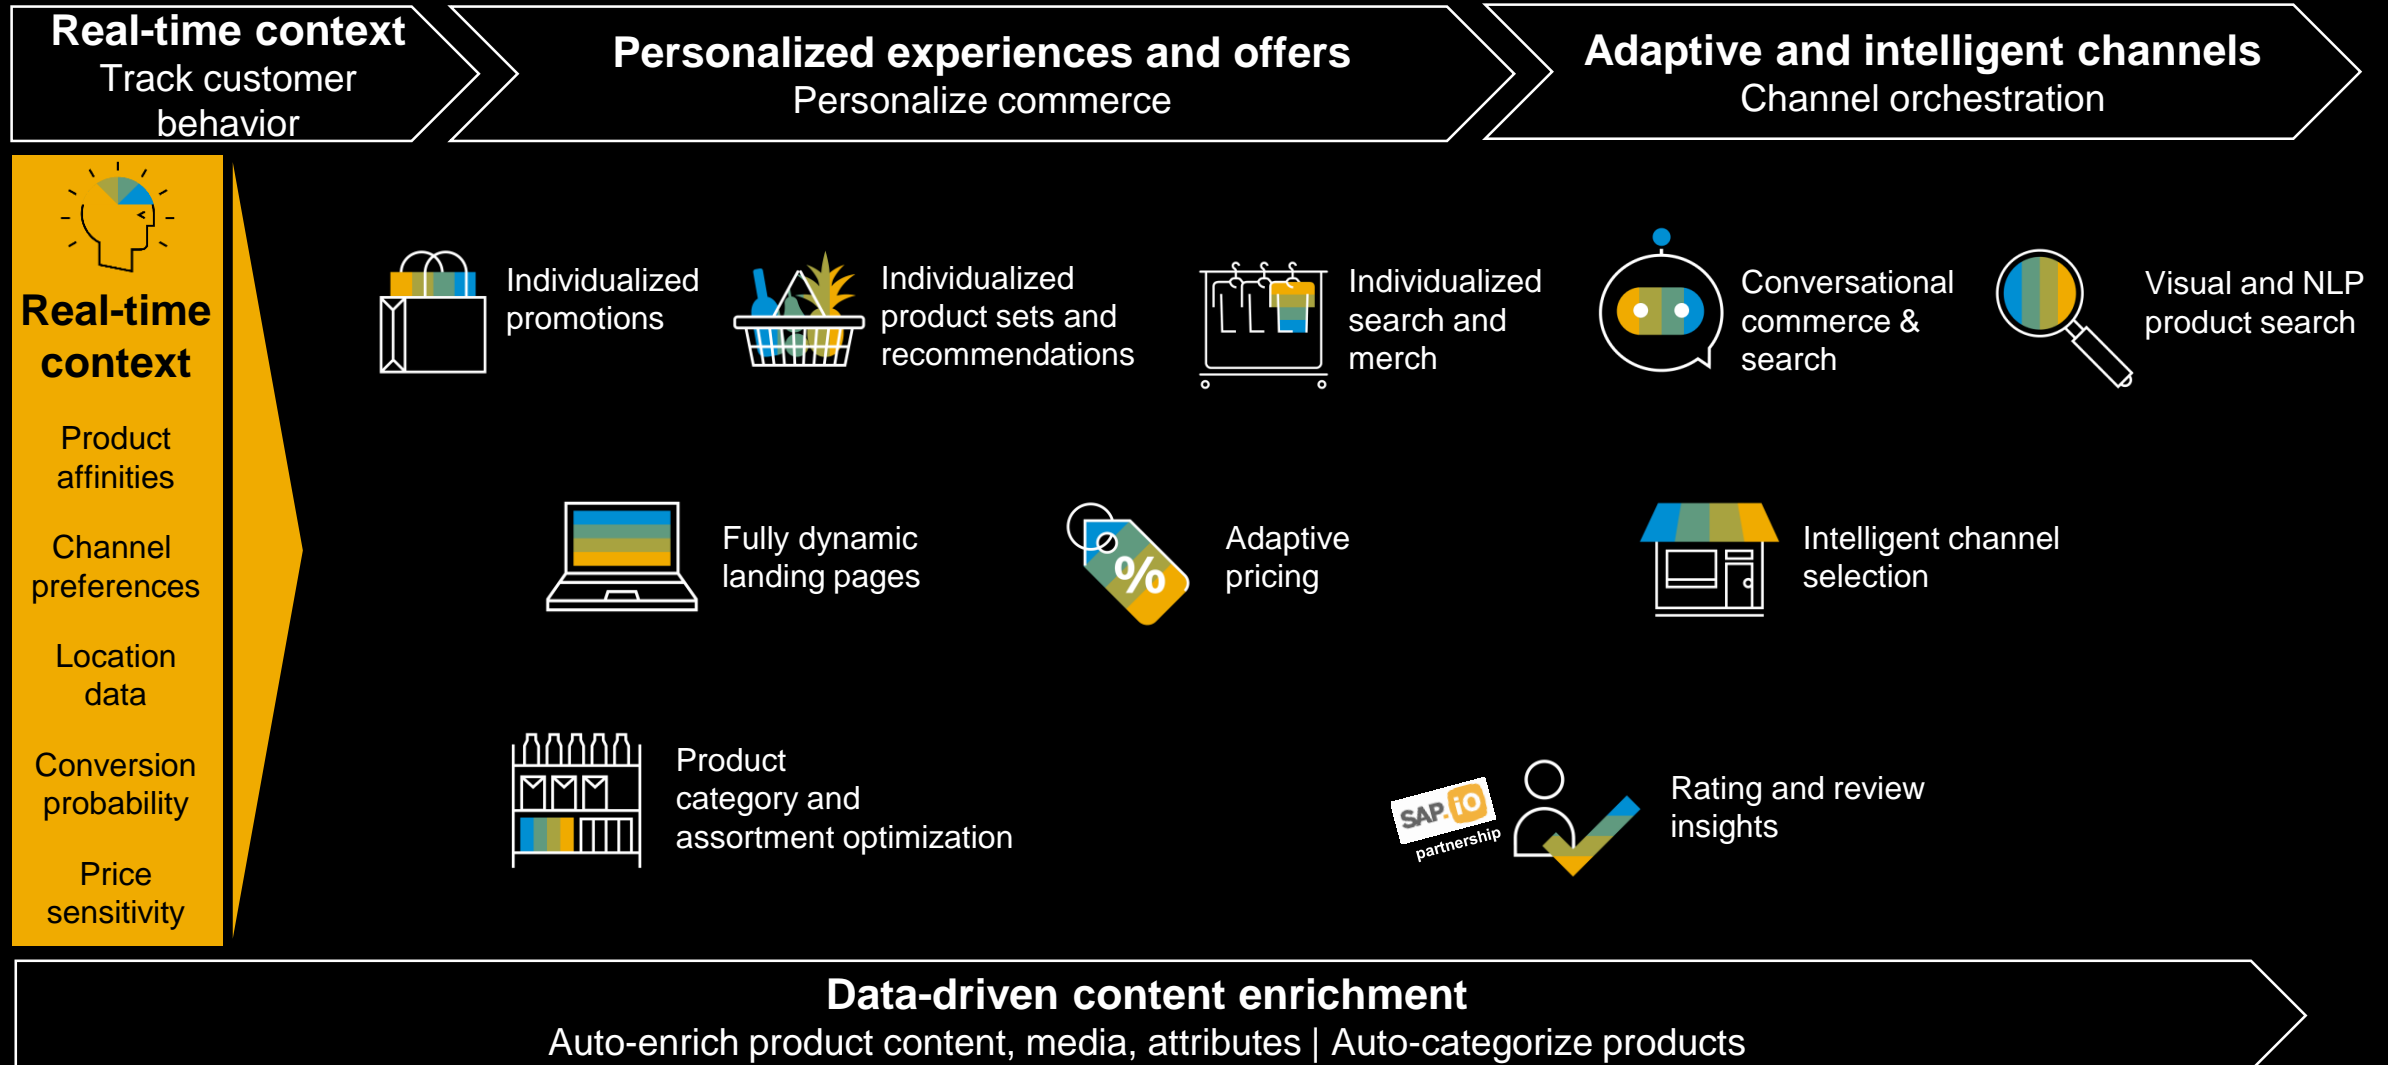 Real-time context
Track customer
behavior
Personalized experiences and offers
Personalize commerce
Adaptive and intelligent channels
Channel orchestration
Real-time
context
Product
affinities
Channel
preferences
Location
data
Conversion
probability
Price
sensitivity
Individualized
promotions
Individualized
product sets and
recommendations
Individualized
search and
merch
Conversational
commerce &
search
Visual and NLP
product search
Fully dynamic
landing pages
%
Adaptive
pricing
Intelligent channel
selection
Product
category and
assortment optimization
SAP.iO
partnership
Rating and review
insights
Data-driven content enrichment
Auto-enrich product content, media, attributes | Auto-categorize products